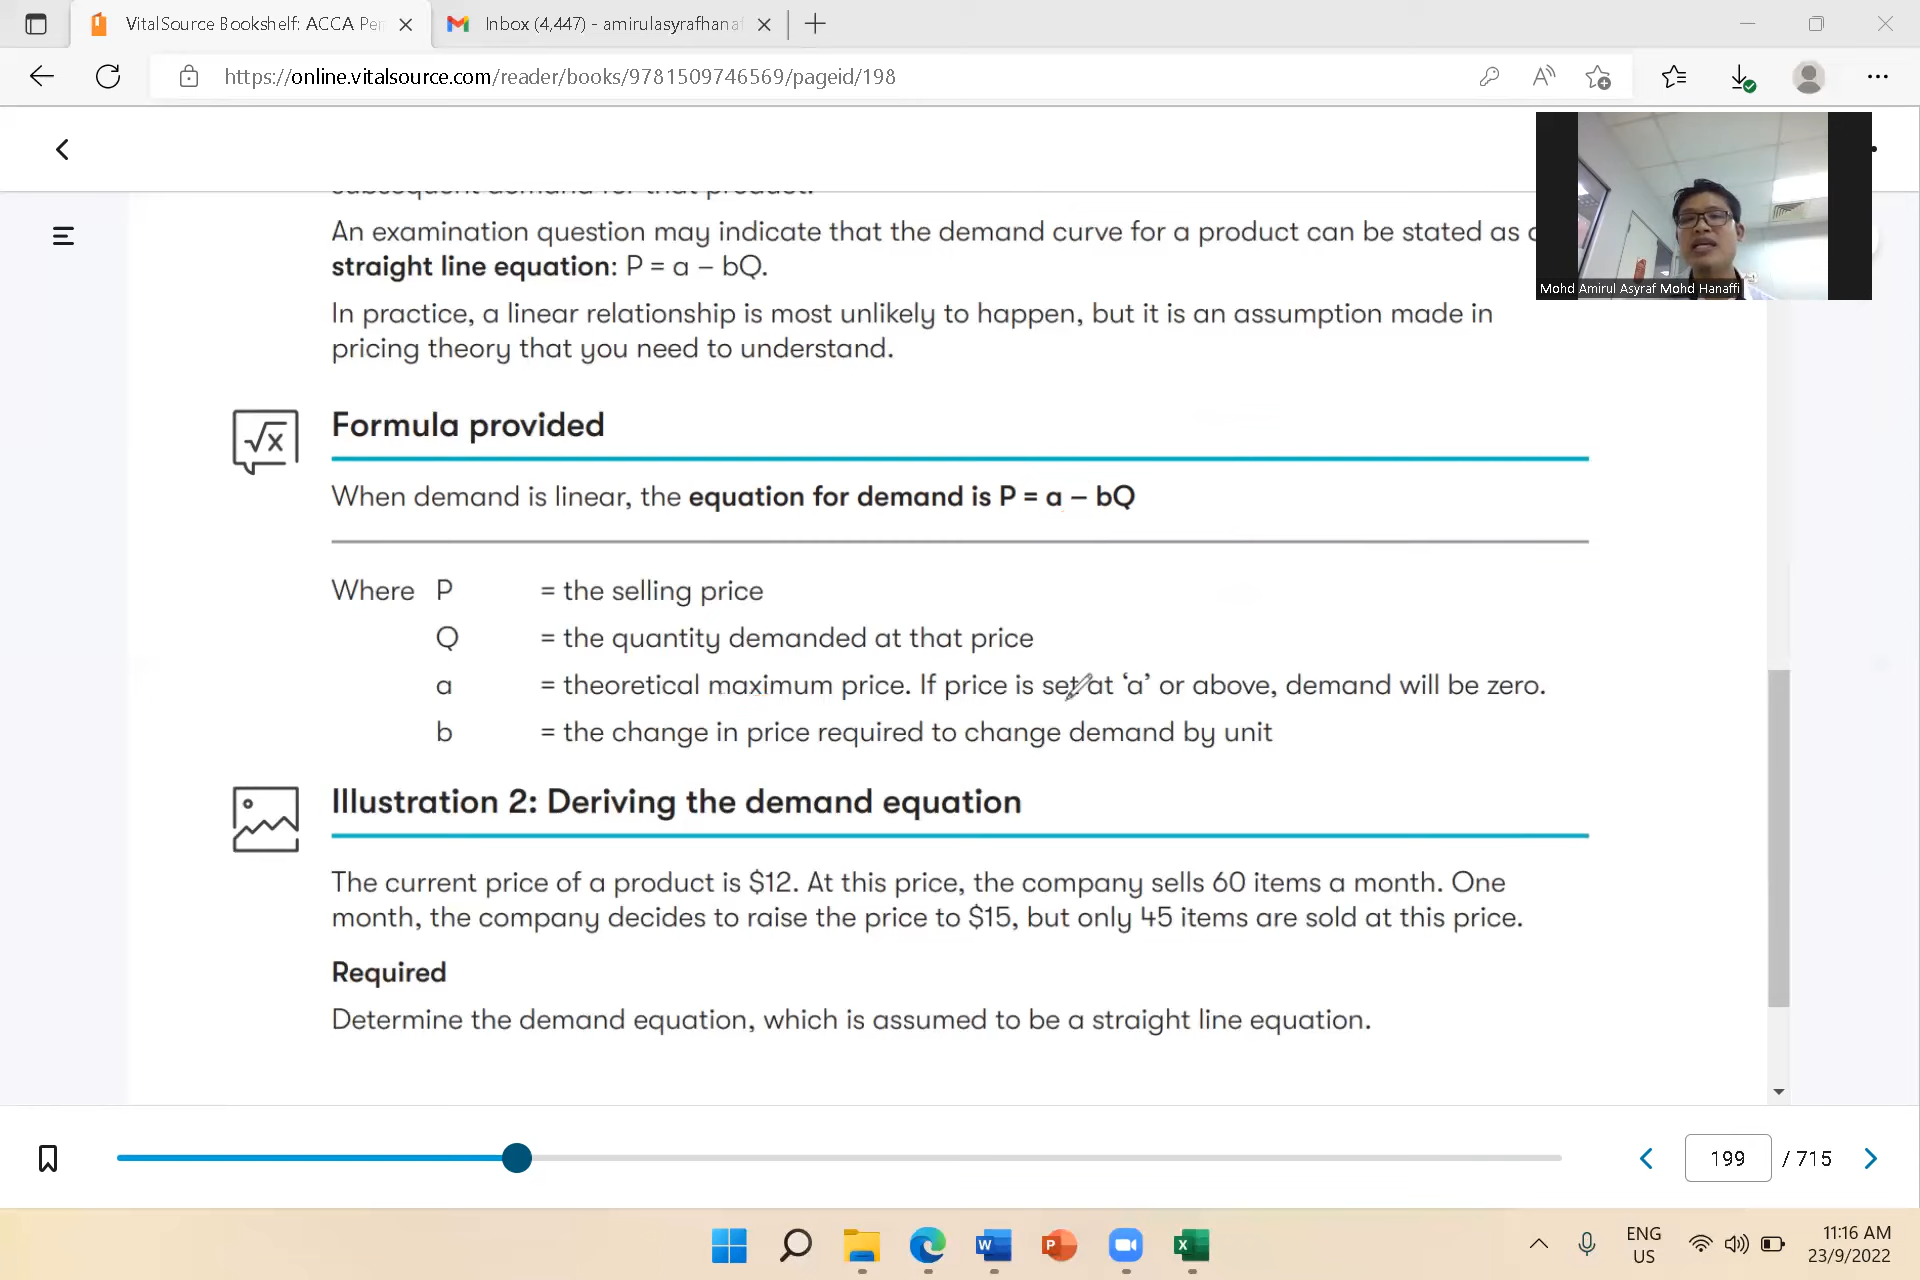 VitalSource Bookshelf: ACCA Per
Inbox (4,447) - amirulasyrafhanaf
https://online.vitalsource.com/reader/books/9781509746569/pageid/198
subsequent demand for that product.
An examination question may indicate that the demand curve for a product can be stated as
straight line equation: P = a – bQ.
In practice, a linear relationship is most unlikely to happen, but it is an assumption made in
pricing theory that you need to understand.
Mohd Amirul Asyraf Mohd Hanaffi
√x
Formula provided
When demand is linear, the equation for demand is P = a – bQ
Where P = the selling price
Q = the quantity demanded at that price
a = theoretical maximum price. If price is set at ‘a’ or above, demand will be zero.
b = the change in price required to change demand by unit
Illustration 2: Deriving the demand equation
The current price of a product is $12. At this price, the company sells 60 items a month. One
month, the company decides to raise the price to $15, but only 45 items are sold at this price.
Required
Determine the demand equation, which is assumed to be a straight line equation.
199 / 715
W
P
X
ENG
US
11:16 AM
23/9/2022